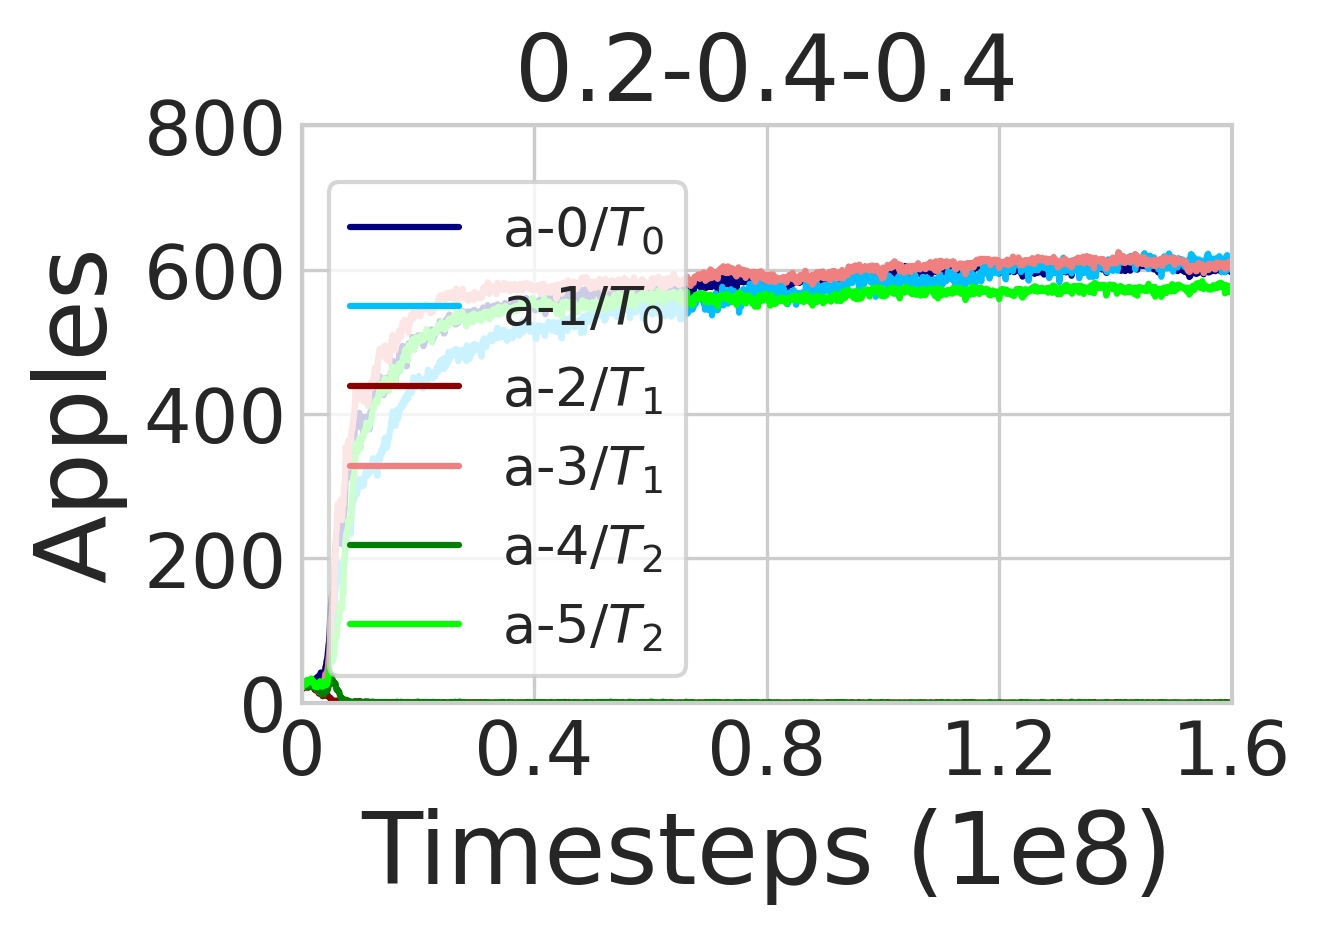 0.2-0.4-0.4
800
600
400
200
0
Apples
a-0/T₀
a-1/T₀
a-2/T₁
a-3/T₁
a-4/T₂
a-5/T₂
0 0.4 0.8 1.2 1.6
Timesteps (1e8)